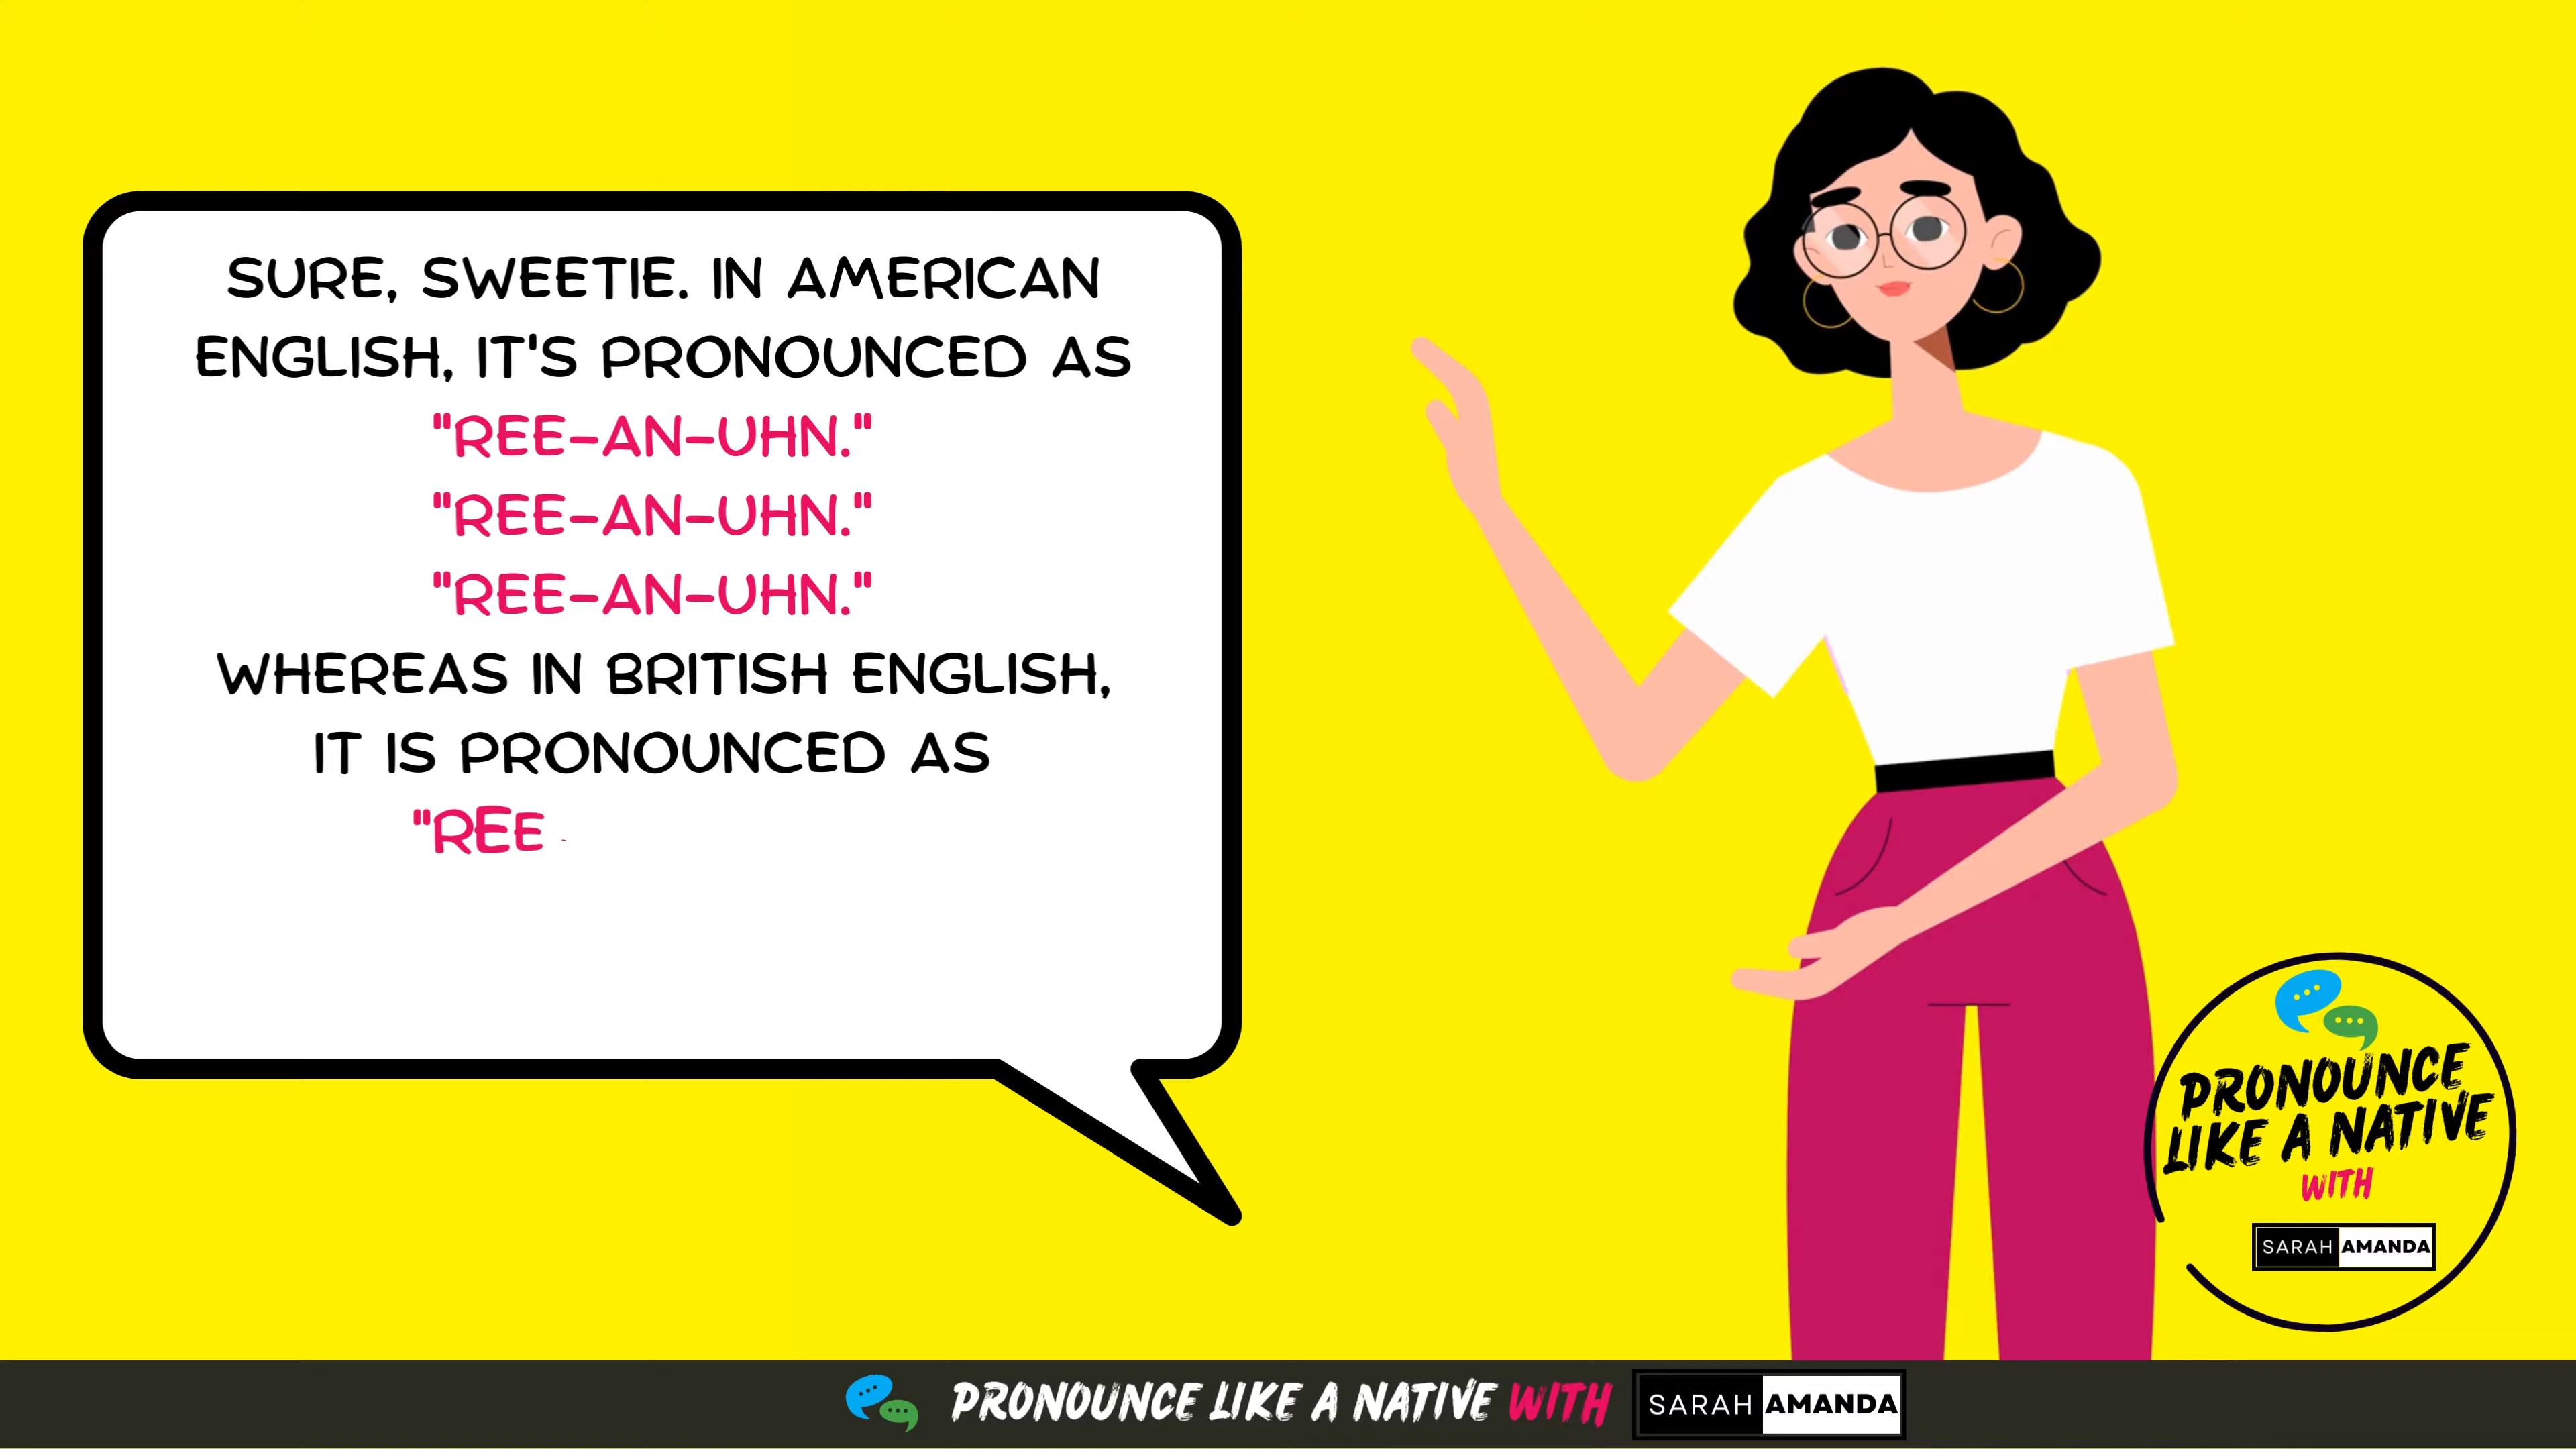 SURE, SWEETIE. IN AMERICAN
ENGLISH, IT'S PRONOUNCED AS
"REE-AN-UHN."
"REE-AN-UHN."
"REE-AN-UHN."
WHEREAS IN BRITISH ENGLISH,
IT IS PRONOUNCED AS
"REE -
PRONOUNCE
LIKE A NATIVE
WITH
SARAH AMANDA
PRONOUNCE LIKE A NATIVE WITH SARAH AMANDA